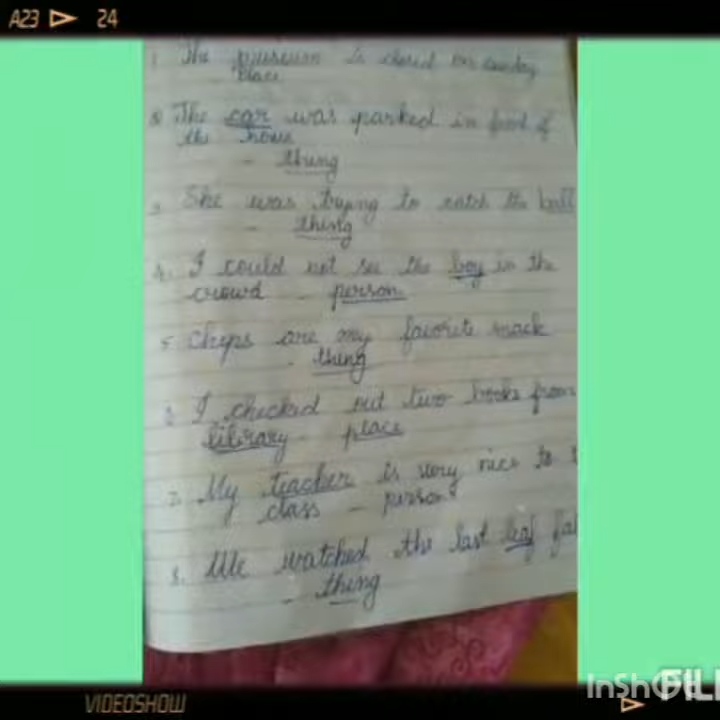 A23 24
1. The museum is closed on sunday
place
2. The car was parked in front of
the house
- thing
3. She was trying to catch the ball
- thing
4. I could not see the boy in the
crowd - person
5. Chips are my favorite snack
- thing
6. I checked out two books from
library - place
7. My teacher is very nice to
class - person
8. We watched the last leaf fal
- thing
VIDEOSHOW
InShOt FIL